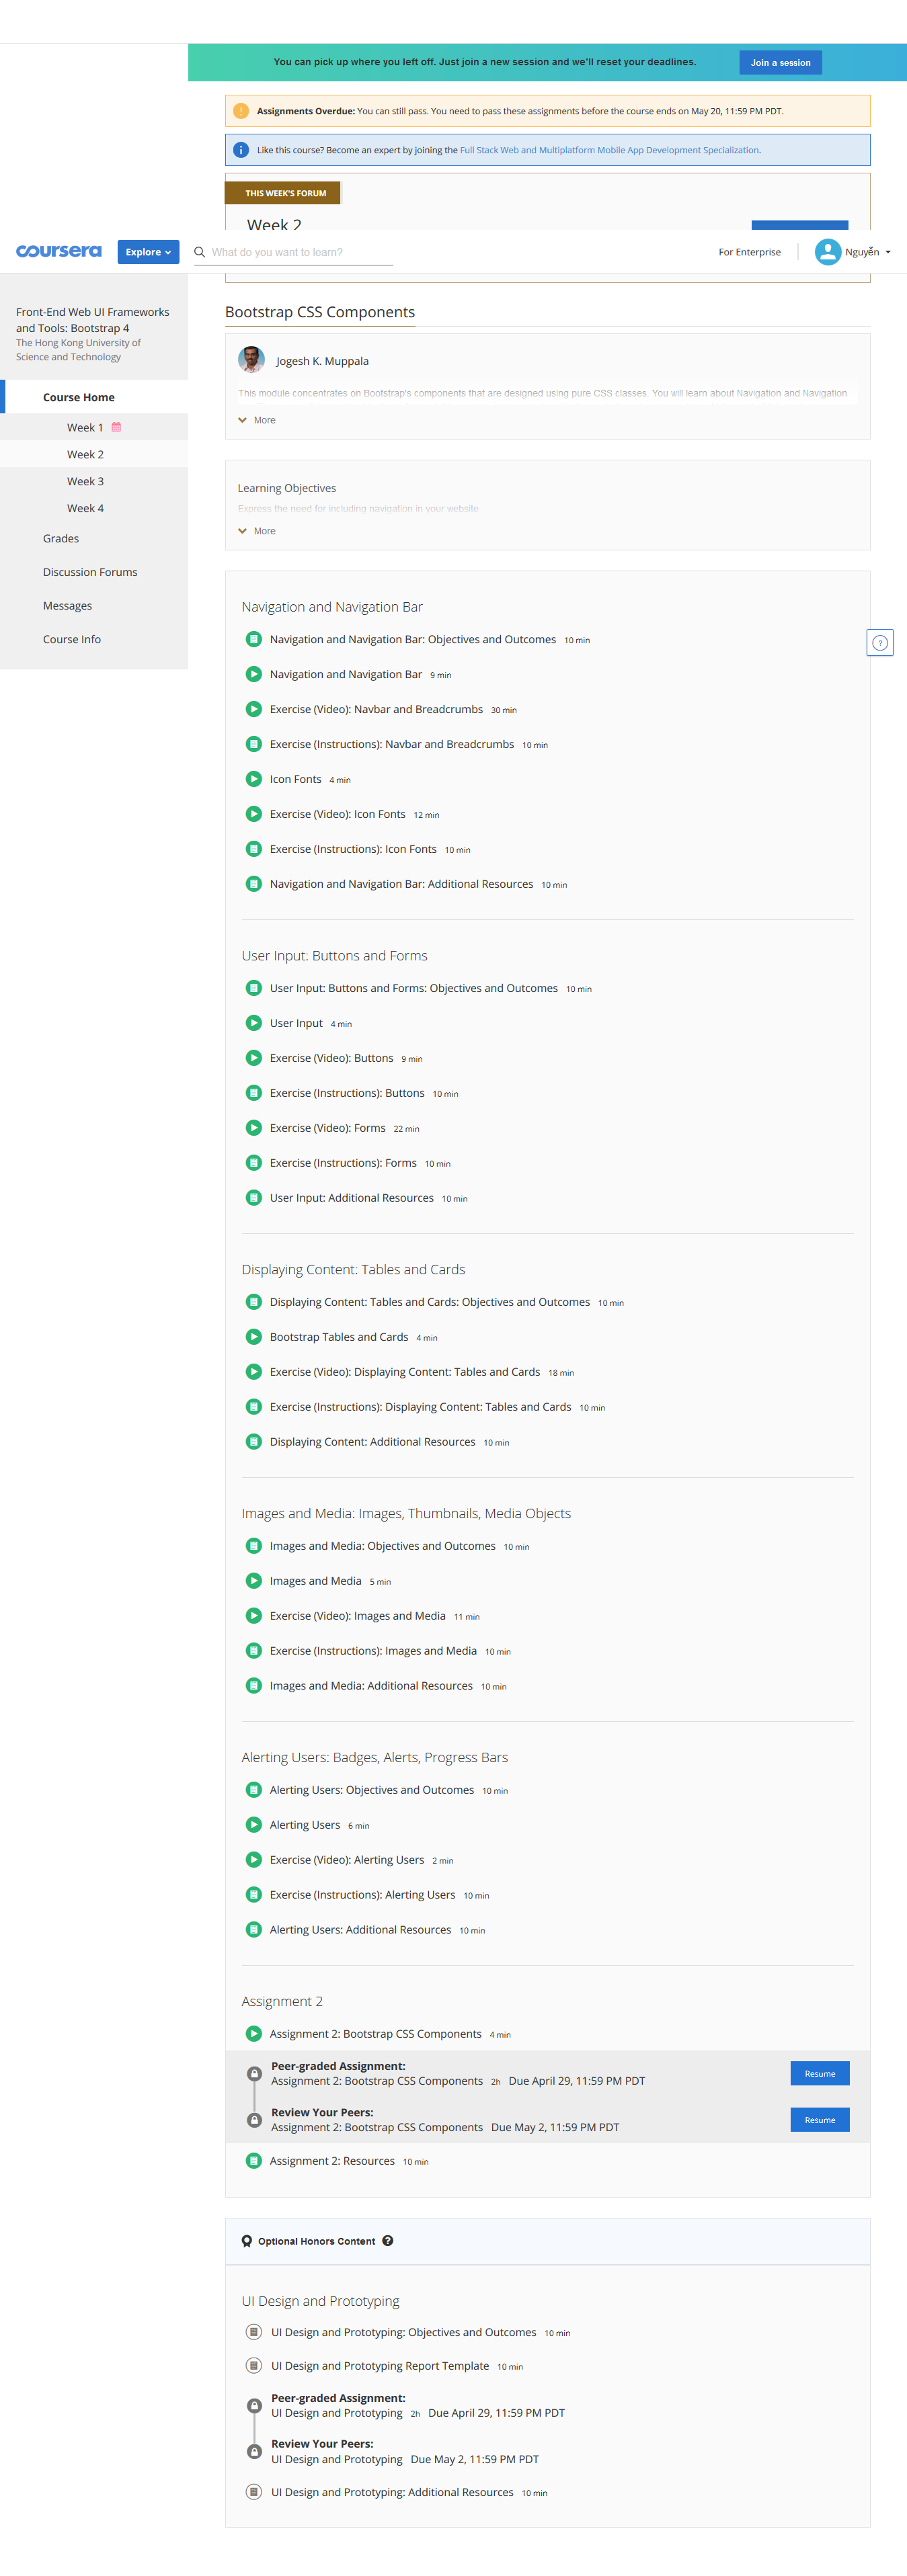 You can pick up where you left off. Just join a new session and we'll reset your deadlines.
Join a session
Assignments Overdue: You can still pass. You need to pass these assignments before the course ends on May 20, 11:59 PM PDT.
Like this course? Become an expert by joining the Full Stack Web and Multiplatform Mobile App Development Specialization.
THIS WEEK'S FORUM
Week 2
coursera
Explore
What do you want to learn?
For Enterprise
Nguyễn
Front-End Web UI Frameworks
and Tools: Bootstrap 4
The Hong Kong University of
Science and Technology
Course Home
Week 1
Week 2
Week 3
Week 4
Grades
Discussion Forums
Messages
Course Info
Bootstrap CSS Components
Jogesh K. Muppala
This module concentrates on Bootstrap's components that are designed using pure CSS classes. You will learn about Navigation and Navigation
More
Learning Objectives
Express the need for including navigation in your website
More
Navigation and Navigation Bar
Navigation and Navigation Bar: Objectives and Outcomes 10 min
Navigation and Navigation Bar 9 min
Exercise (Video): Navbar and Breadcrumbs 30 min
Exercise (Instructions): Navbar and Breadcrumbs 10 min
Icon Fonts 4 min
Exercise (Video): Icon Fonts 12 min
Exercise (Instructions): Icon Fonts 10 min
Navigation and Navigation Bar: Additional Resources 10 min
User Input: Buttons and Forms
User Input: Buttons and Forms: Objectives and Outcomes 10 min
User Input 4 min
Exercise (Video): Buttons 9 min
Exercise (Instructions): Buttons 10 min
Exercise (Video): Forms 22 min
Exercise (Instructions): Forms 10 min
User Input: Additional Resources 10 min
Displaying Content: Tables and Cards
Displaying Content: Tables and Cards: Objectives and Outcomes 10 min
Bootstrap Tables and Cards 4 min
Exercise (Video): Displaying Content: Tables and Cards 18 min
Exercise (Instructions): Displaying Content: Tables and Cards 10 min
Displaying Content: Additional Resources 10 min
Images and Media: Images, Thumbnails, Media Objects
Images and Media: Objectives and Outcomes 10 min
Images and Media 5 min
Exercise (Video): Images and Media 11 min
Exercise (Instructions): Images and Media 10 min
Images and Media: Additional Resources 10 min
Alerting Users: Badges, Alerts, Progress Bars
Alerting Users: Objectives and Outcomes 10 min
Alerting Users 6 min
Exercise (Video): Alerting Users 2 min
Exercise (Instructions): Alerting Users 10 min
Alerting Users: Additional Resources 10 min
Assignment 2
Assignment 2: Bootstrap CSS Components 4 min
Peer-graded Assignment:
Assignment 2: Bootstrap CSS Components 2h Due April 29, 11:59 PM PDT
Resume
Review Your Peers:
Assignment 2: Bootstrap CSS Components Due May 2, 11:59 PM PDT
Resume
Assignment 2: Resources 10 min
Optional Honors Content ?
UI Design and Prototyping
UI Design and Prototyping: Objectives and Outcomes 10 min
UI Design and Prototyping Report Template 10 min
Peer-graded Assignment:
UI Design and Prototyping 2h Due April 29, 11:59 PM PDT
Review Your Peers:
UI Design and Prototyping Due May 2, 11:59 PM PDT
UI Design and Prototyping: Additional Resources 10 min